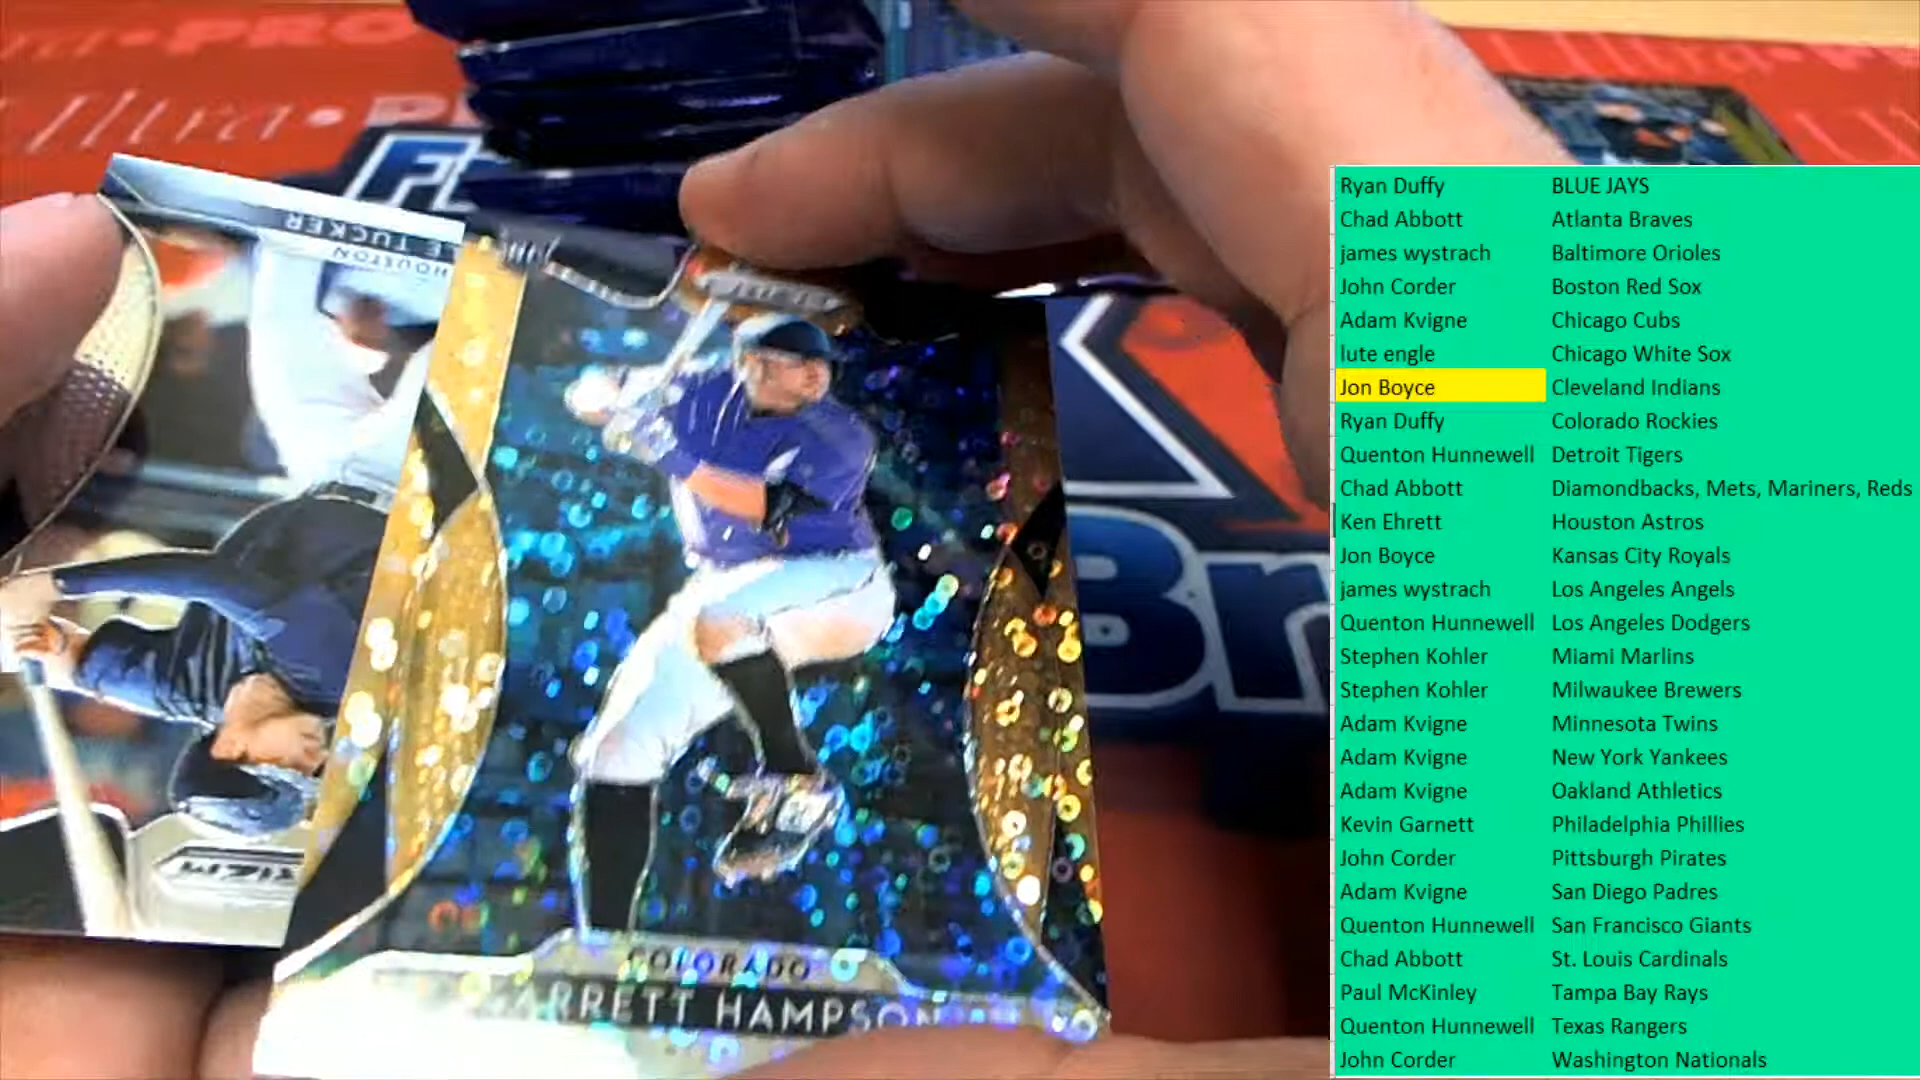 Ultra • PRO
E TUCKER
HOUSTON
PRIZM
COLORADO
ARRETT HAMPSON
Br
Ryan Duffy BLUE JAYS
Chad Abbott Atlanta Braves
james wystrach Baltimore Orioles
John Corder Boston Red Sox
Adam Kvigne Chicago Cubs
lute engle Chicago White Sox
Jon Boyce Cleveland Indians
Ryan Duffy Colorado Rockies
Quenton Hunnewell Detroit Tigers
Chad Abbott Diamondbacks, Mets, Mariners, Reds
Ken Ehrett Houston Astros
Jon Boyce Kansas City Royals
james wystrach Los Angeles Angels
Quenton Hunnewell Los Angeles Dodgers
Stephen Kohler Miami Marlins
Stephen Kohler Milwaukee Brewers
Adam Kvigne Minnesota Twins
Adam Kvigne New York Yankees
Adam Kvigne Oakland Athletics
Kevin Garnett Philadelphia Phillies
John Corder Pittsburgh Pirates
Adam Kvigne San Diego Padres
Quenton Hunnewell San Francisco Giants
Chad Abbott St. Louis Cardinals
Paul McKinley Tampa Bay Rays
Quenton Hunnewell Texas Rangers
John Corder Washington Nationals